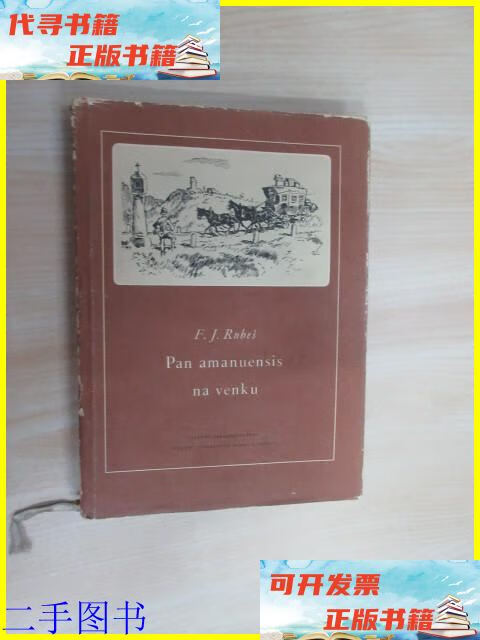 代寻书籍
正版书籍
F. J. Rubeš
Pan amanuensis
na venku
可开发票
正版书籍
二手图书